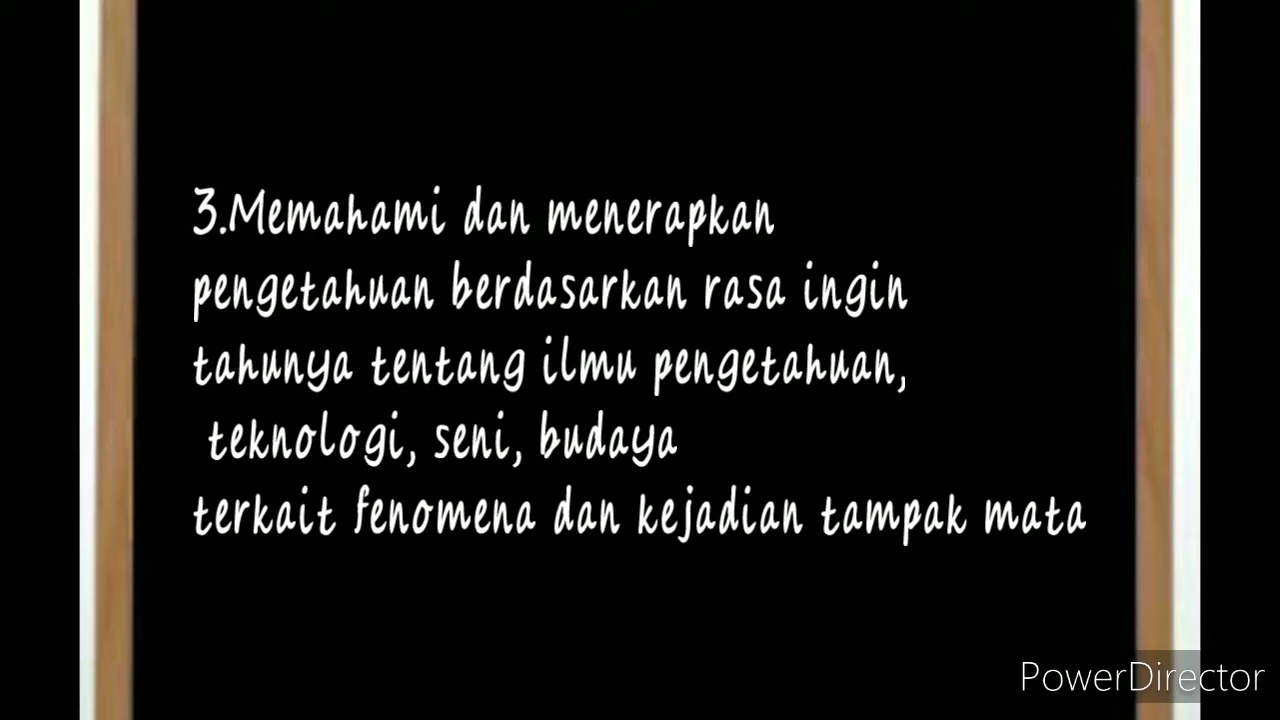 3.Memahami dan menerapkan
pengetahuan berdasarkan rasa ingin
tahunya tentang ilmu pengetahuan,
teknologi, seni, budaya
terkait fenomena dan kejadian tampak mata
PowerDirector